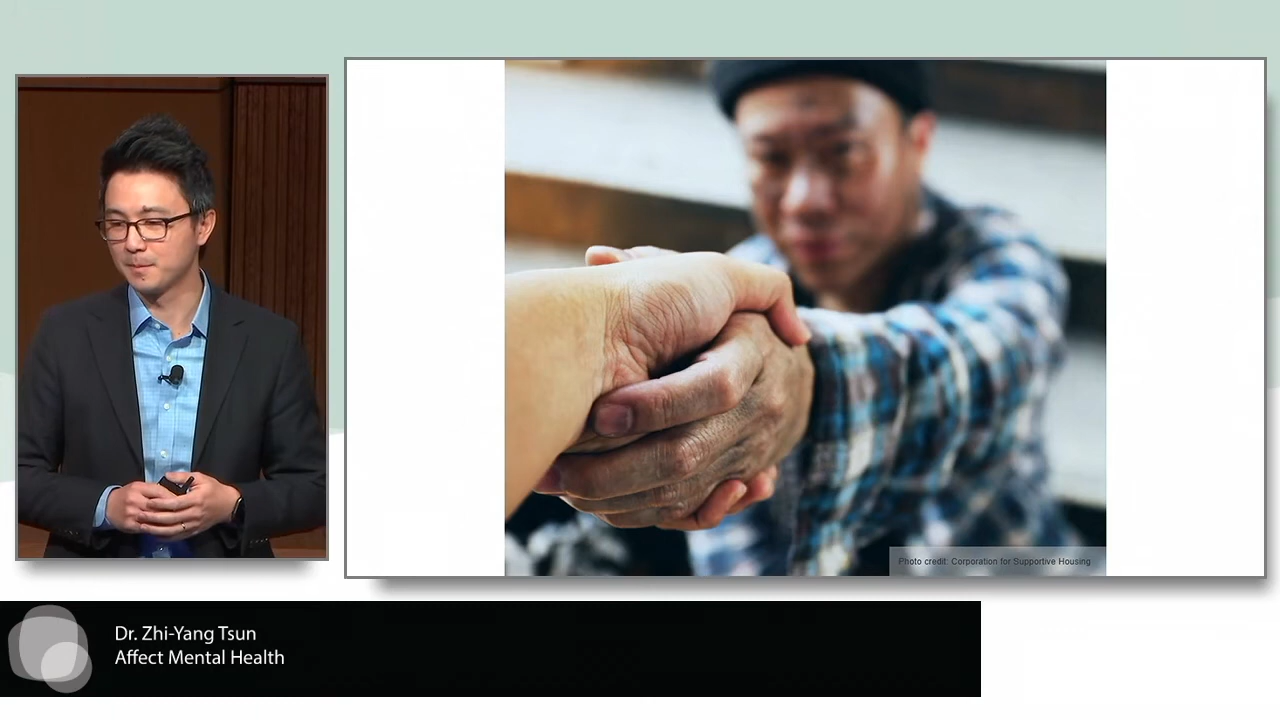 Photo credit: Corporation for Supportive Housing
Dr. Zhi-Yang Tsun
Affect Mental Health